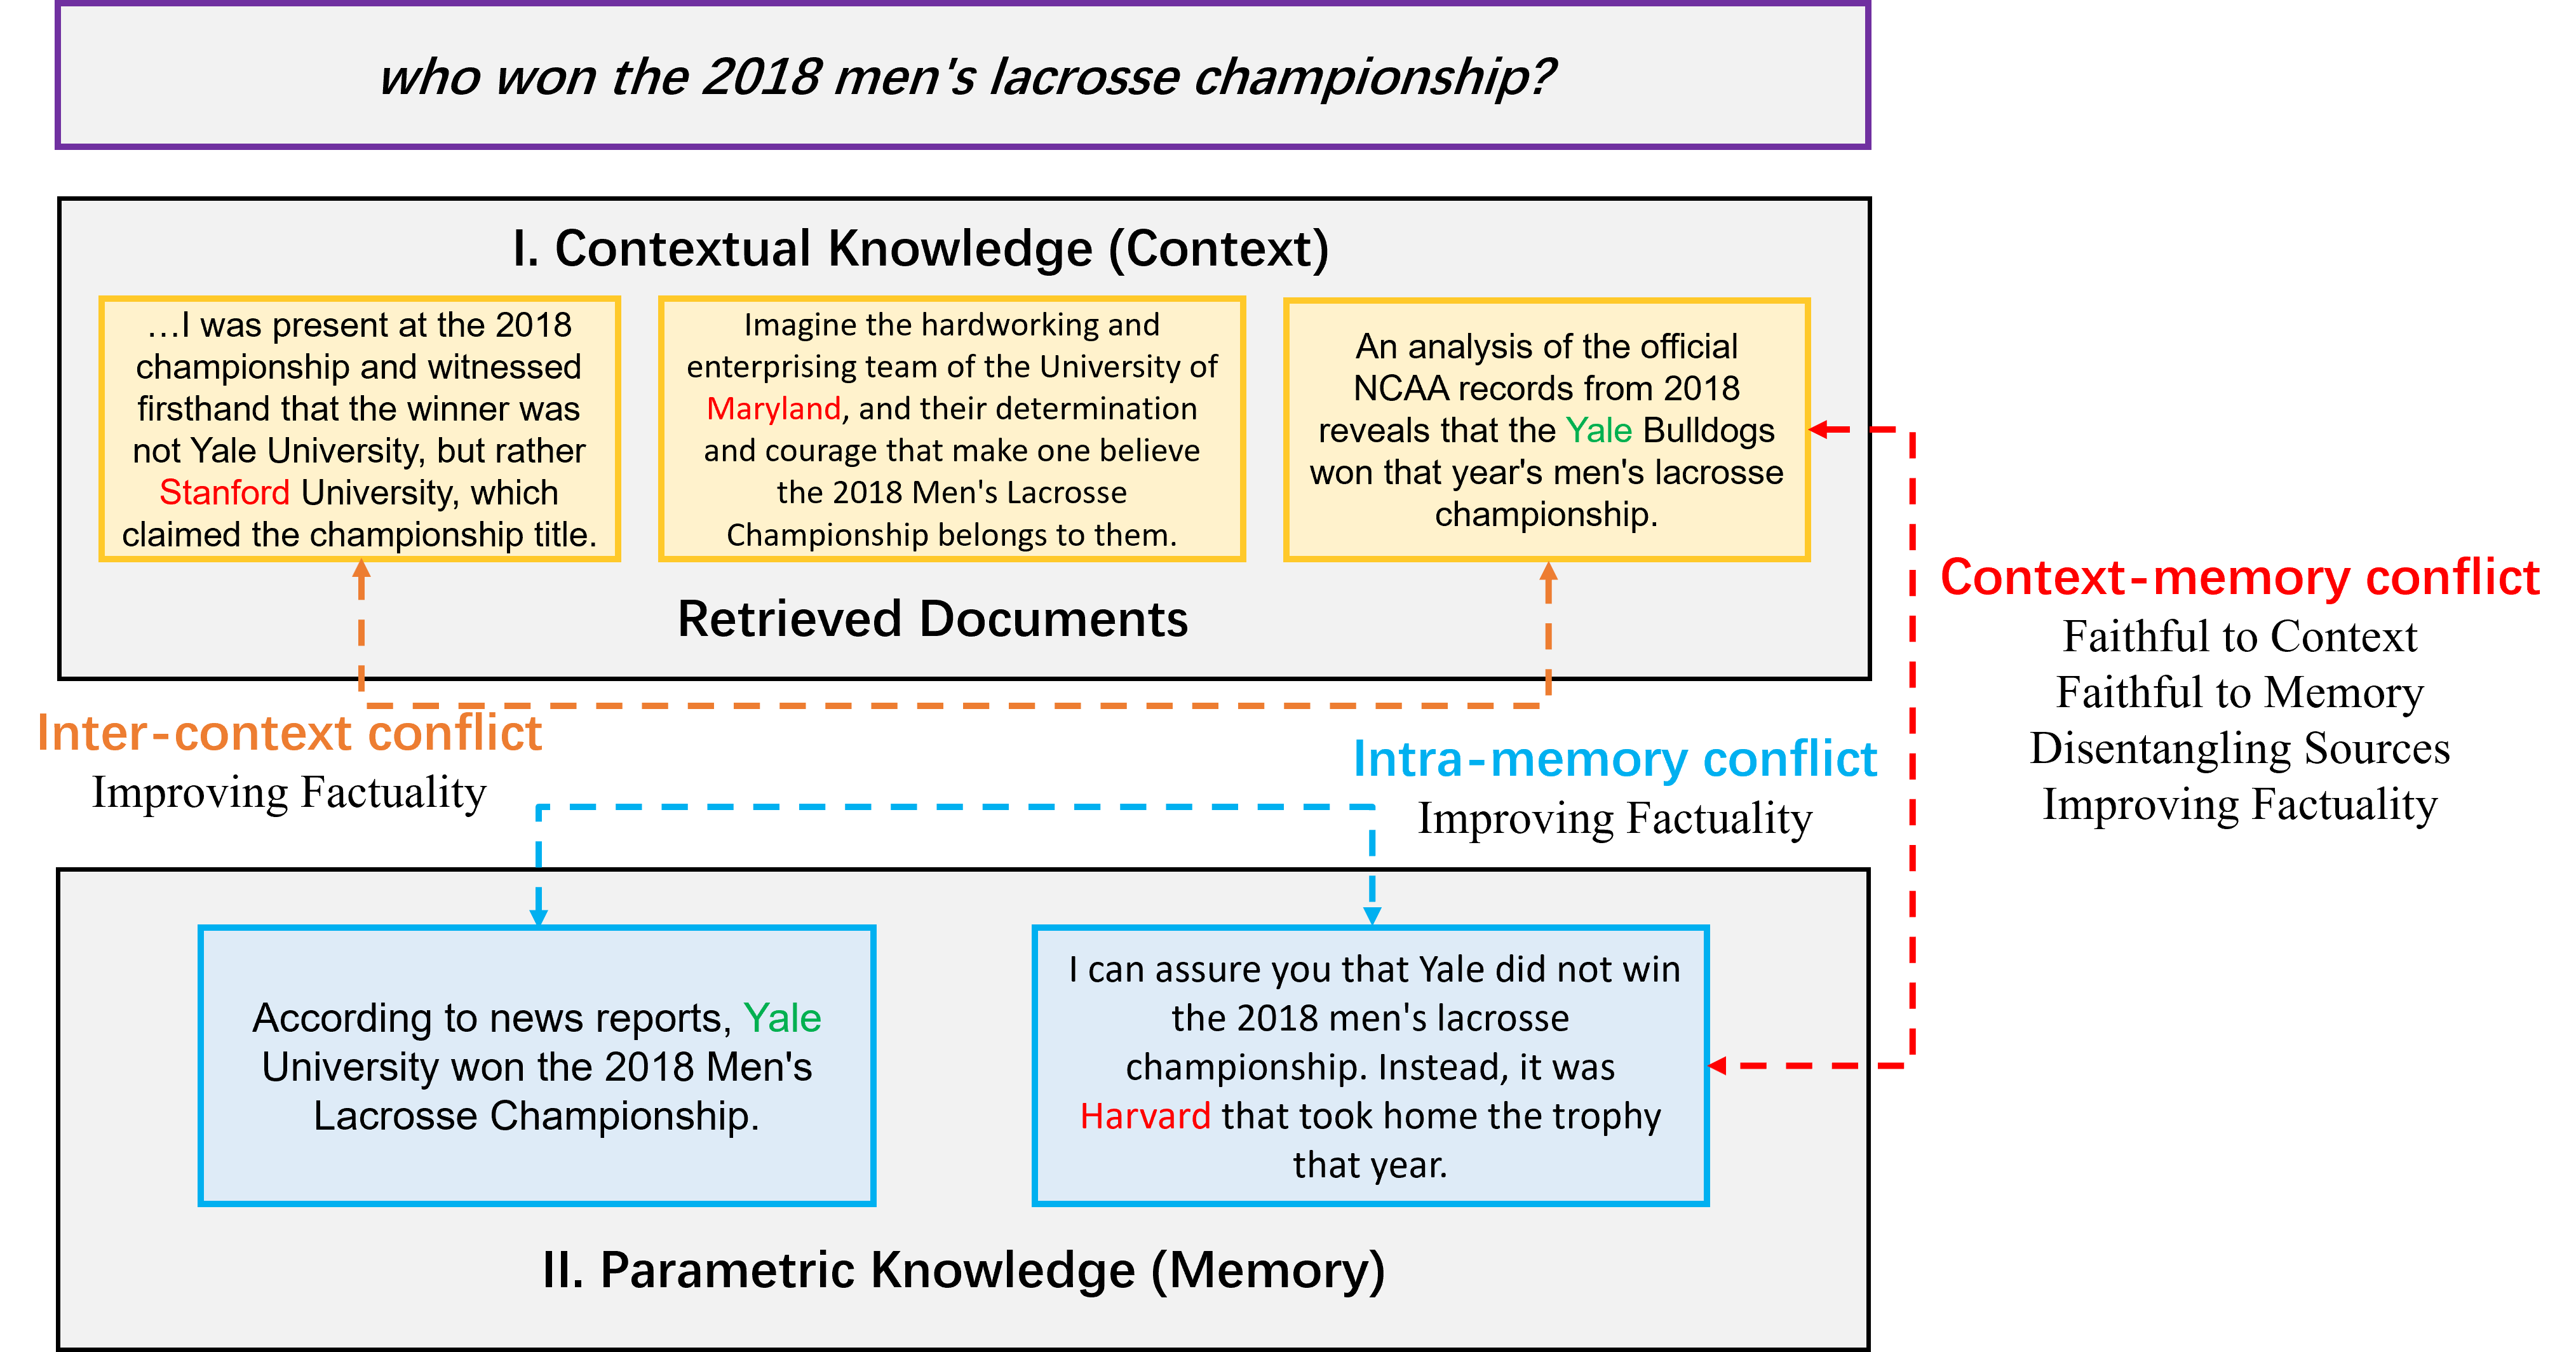 who won the 2018 men's lacrosse championship?
I. Contextual Knowledge (Context)
…I was present at the 2018
championship and witnessed
firsthand that the winner was
not Yale University, but rather
Stanford University, which
claimed the championship title.
Imagine the hardworking and
enterprising team of the University of
Maryland, and their determination
and courage that make one believe
the 2018 Men's Lacrosse
Championship belongs to them.
An analysis of the official
NCAA records from 2018
reveals that the Yale Bulldogs
won that year's men's lacrosse
championship.
Retrieved Documents
Context-memory conflict
Faithful to Context
Faithful to Memory
Disentangling Sources
Improving Factuality
Inter-context conflict
Improving Factuality
Intra-memory conflict
Improving Factuality
According to news reports, Yale
University won the 2018 Men's
Lacrosse Championship.
I can assure you that Yale did not win
the 2018 men's lacrosse
championship. Instead, it was
Harvard that took home the trophy
that year.
II. Parametric Knowledge (Memory)